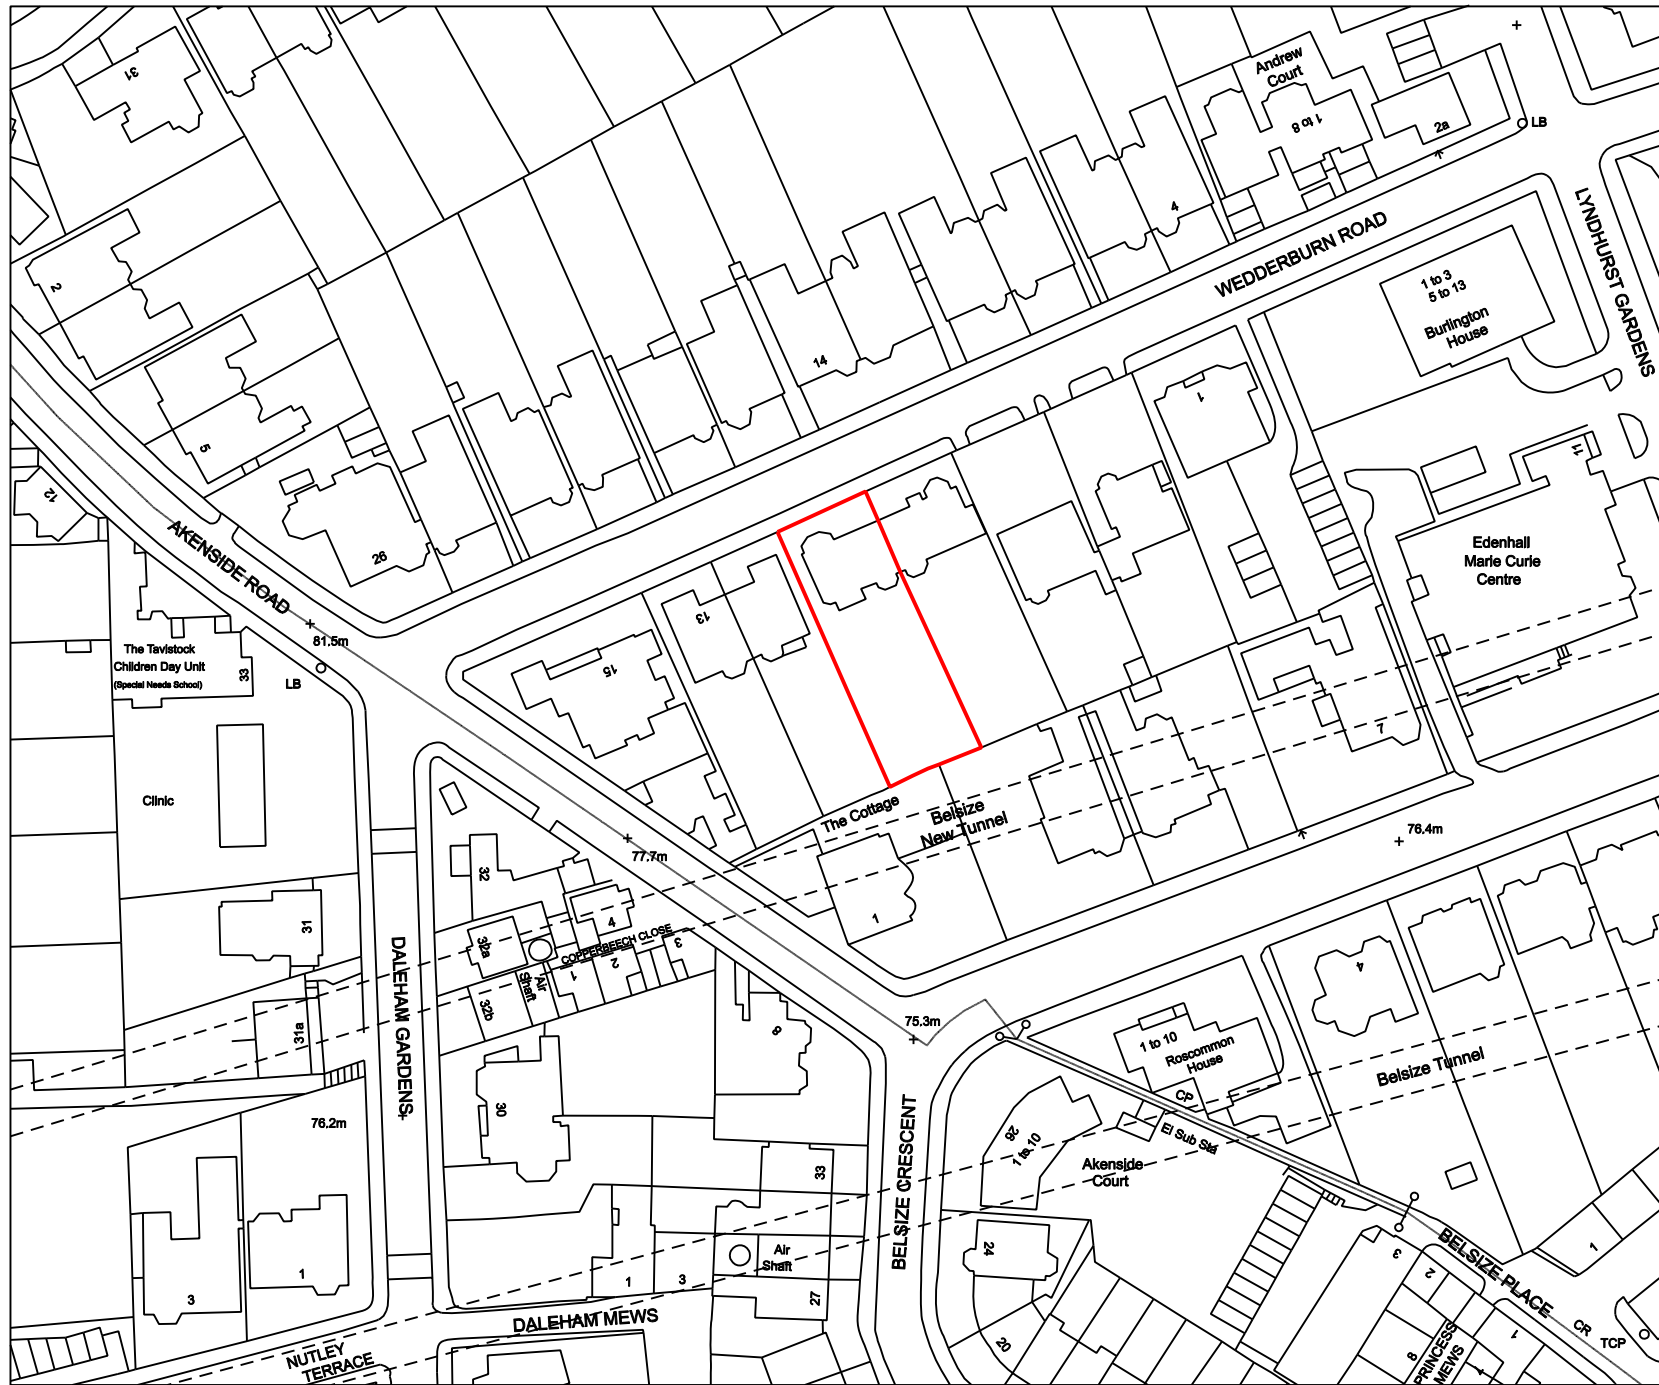 31
Andrew
Court
1 to 8
2a
LB
4
WEDDERBURN ROAD
LYNDHURST GARDENS
2
1 to 3
5 to 13
Burlington
House
14
1
5
11
12
26
AKENSIDE ROAD
Edenhall
Marie Curie
Centre
13
81.5m
The Tavistock
Children Day Unit
(Special Needs School)
33
LB
15
7
Clinic
The Cottage
Belsize
New Tunnel
76.4m
77.7m
32
31
4
1
COPPERBEECH CLOSE
32a
3
2
1
Air
Shaft
32b
DALEHAM GARDENS
4
31a
75.3m
9
1 to 10
Roscommon
House
Belsize Tunnel
CP
30
76.2m
El Sub Sta
26
1 to 10
Akenside
Court
BELSIZE CRESCENT
33
24
Air
Shaft
1
3
27
3
1
3
2
1
BELSIZE PLACE
DALEHAM MEWS
NUTLEY
TERRACE
20
8
PRINCESS
MEWS
1
4
CR
TCP